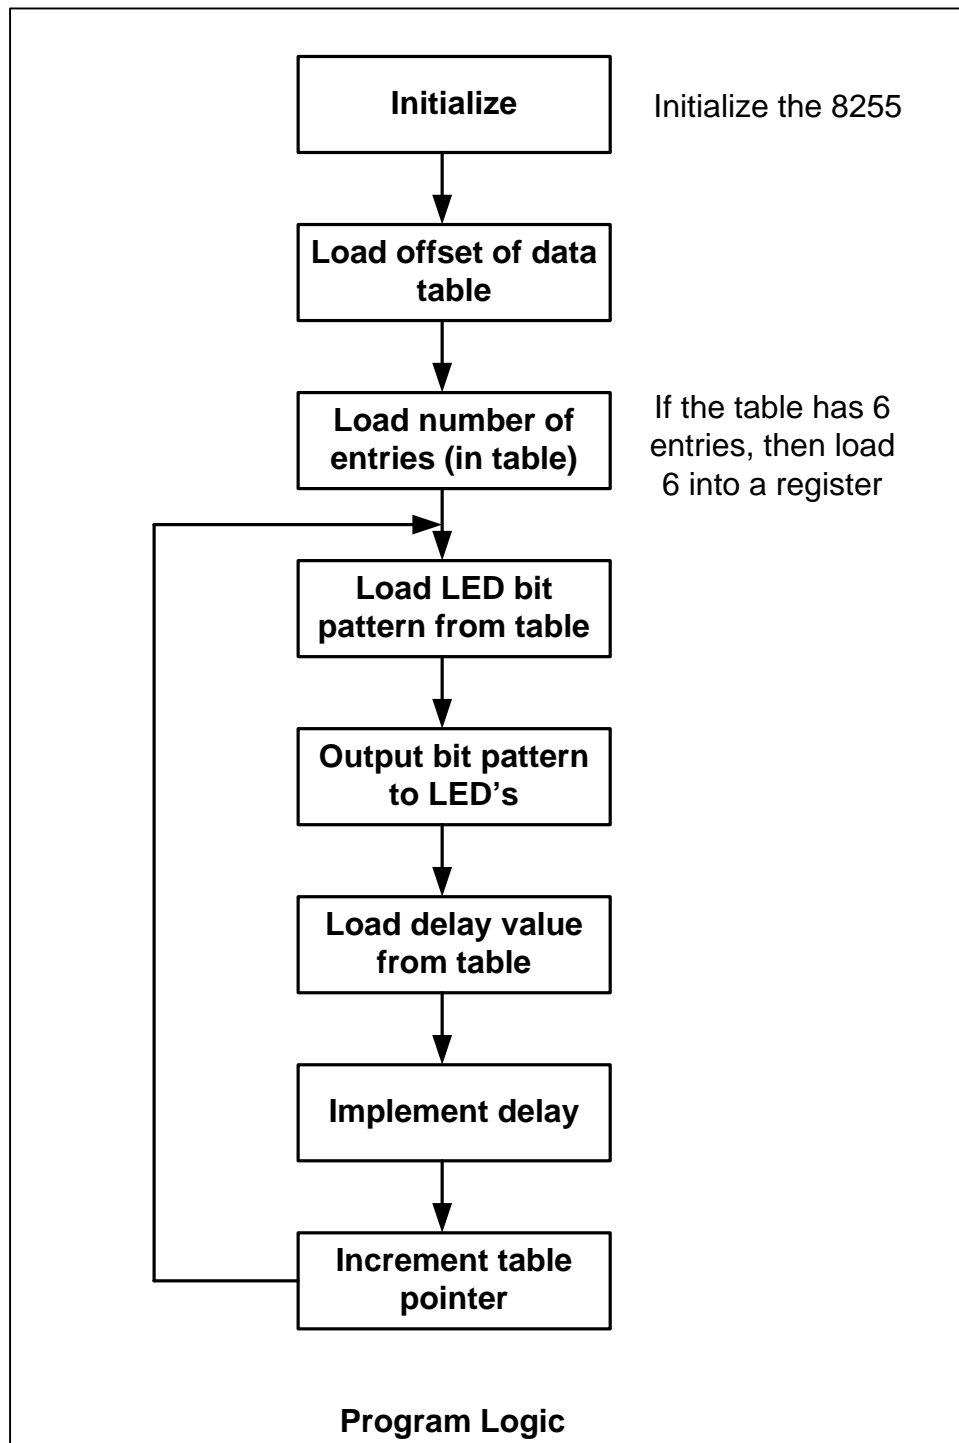 Initialize
Initialize the 8255
Load offset of data
table
Load number of
entries (in table)
If the table has 6
entries, then load
6 into a register
Load LED bit
pattern from table
Output bit pattern
to LED’s
Load delay value
from table
Implement delay
Increment table
pointer
Program Logic